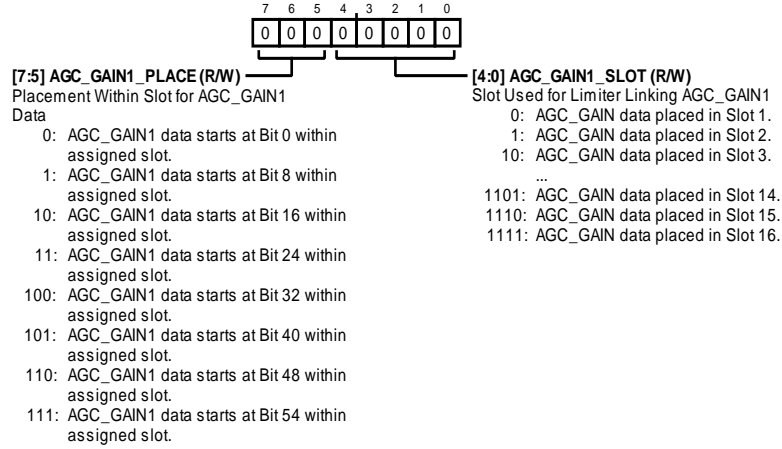 7 6 5 4 3 2 1 0
0 0 0 0 0 0 0 0
[7:5] AGC_GAIN1_PLACE (R/W)
Placement Within Slot for AGC_GAIN1
Data
0: AGC_GAIN1 data starts at Bit 0 within
assigned slot.
1: AGC_GAIN1 data starts at Bit 8 within
assigned slot.
10: AGC_GAIN1 data starts at Bit 16 within
assigned slot.
11: AGC_GAIN1 data starts at Bit 24 within
assigned slot.
100: AGC_GAIN1 data starts at Bit 32 within
assigned slot.
101: AGC_GAIN1 data starts at Bit 40 within
assigned slot.
110: AGC_GAIN1 data starts at Bit 48 within
assigned slot.
111: AGC_GAIN1 data starts at Bit 54 within
assigned slot.
[4:0] AGC_GAIN1_SLOT (R/W)
Slot Used for Limiter Linking AGC_GAIN1
0: AGC_GAIN data placed in Slot 1.
1: AGC_GAIN data placed in Slot 2.
10: AGC_GAIN data placed in Slot 3.
...
1101: AGC_GAIN data placed in Slot 14.
1110: AGC_GAIN data placed in Slot 15.
1111: AGC_GAIN data placed in Slot 16.